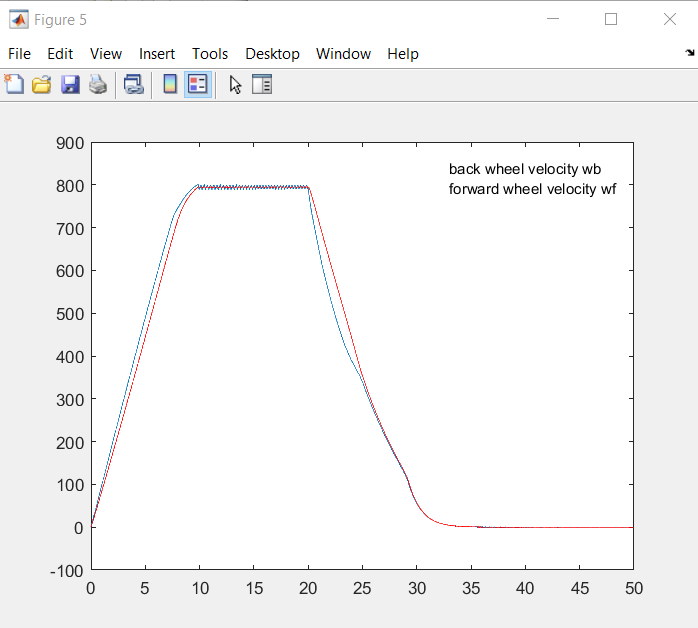 Figure 5
File Edit View Insert Tools Desktop Window Help
900
800
700
600
500
400
300
200
100
0
-100
back wheel velocity wb
forward wheel velocity wf
0 5 10 15 20 25 30 35 40 45 50